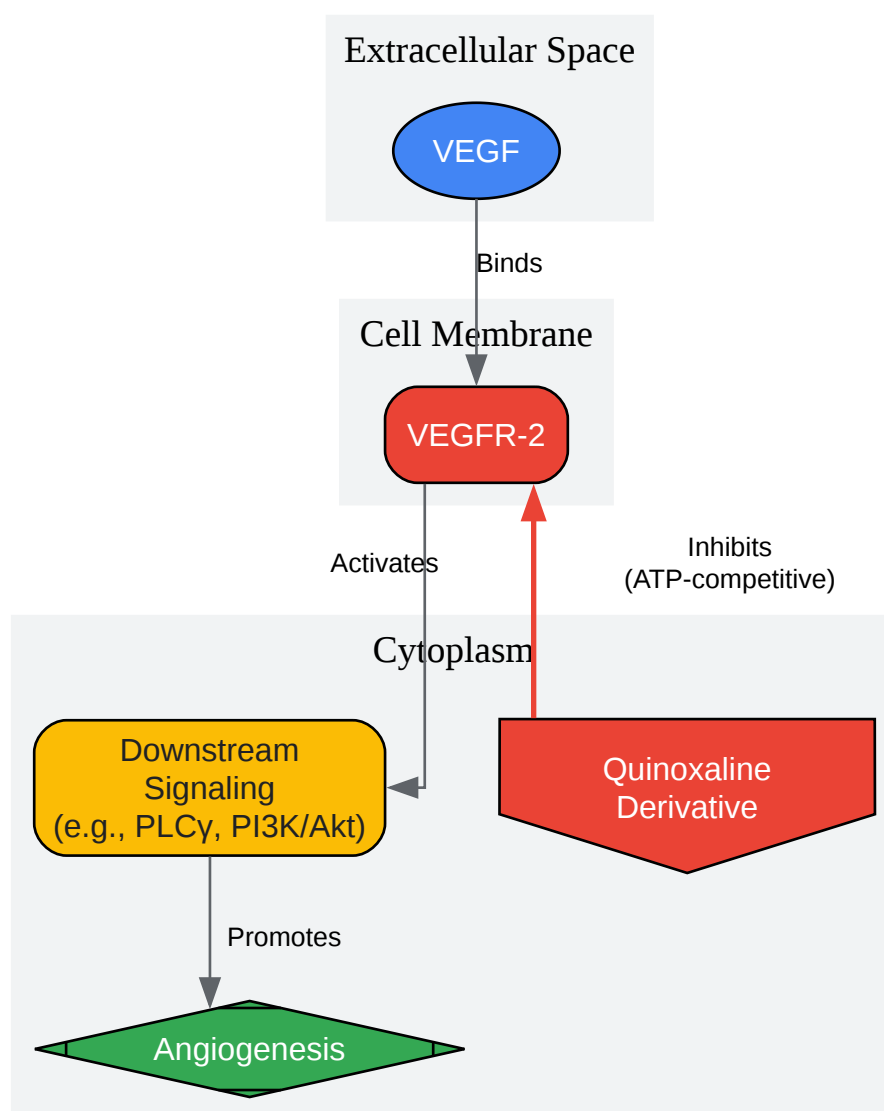 Extracellular Space
VEGF
Binds
Cell Membrane
VEGFR-2
Activates
Inhibits
(ATP-competitive)
Cytoplasm
Downstream
Signaling
(e.g., PLCγ, PI3K/Akt)
Quinoxaline
Derivative
Promotes
Angiogenesis